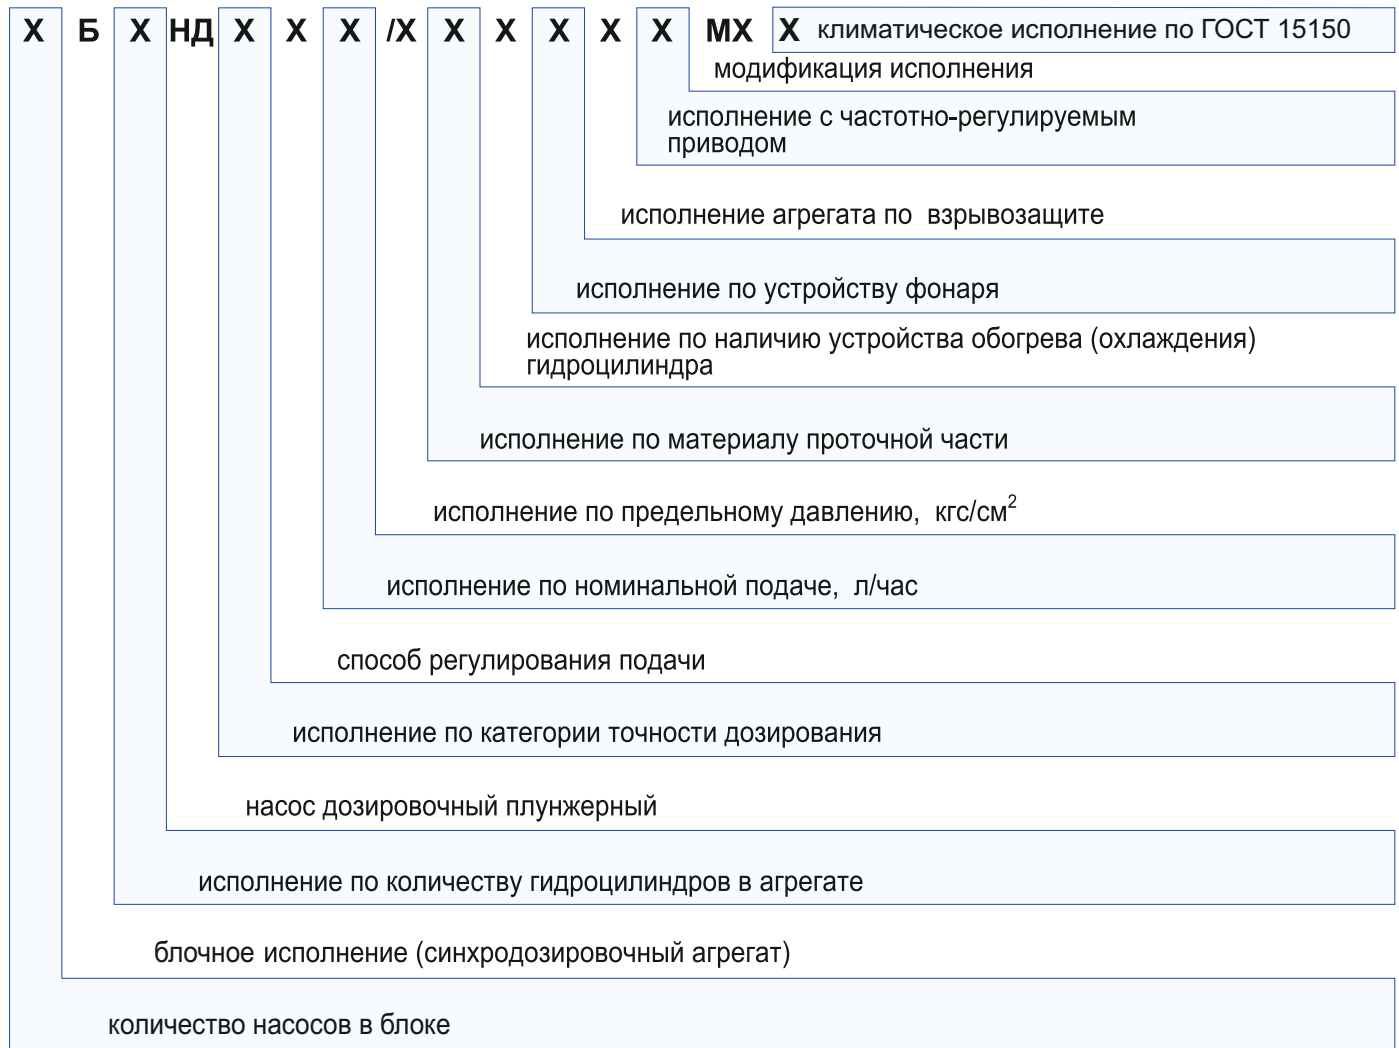 Х Б Х НД Х Х Х /Х Х Х Х Х Х МХ Х климатическое исполнение по ГОСТ 15150
модификация исполнения
исполнение с частотно-регулируемым
приводом
исполнение агрегата по взрывозащите
исполнение по устройству фонаря
исполнение по наличию устройства обогрева (охлаждения)
гидроцилиндра
исполнение по материалу проточной части
исполнение по предельному давлению, кгс/см²
исполнение по номинальной подаче, л/час
способ регулирования подачи
исполнение по категории точности дозирования
насос дозировочный плунжерный
исполнение по количеству гидроцилиндров в агрегате
блочное исполнение (синхродозировочный агрегат)
количество насосов в блоке